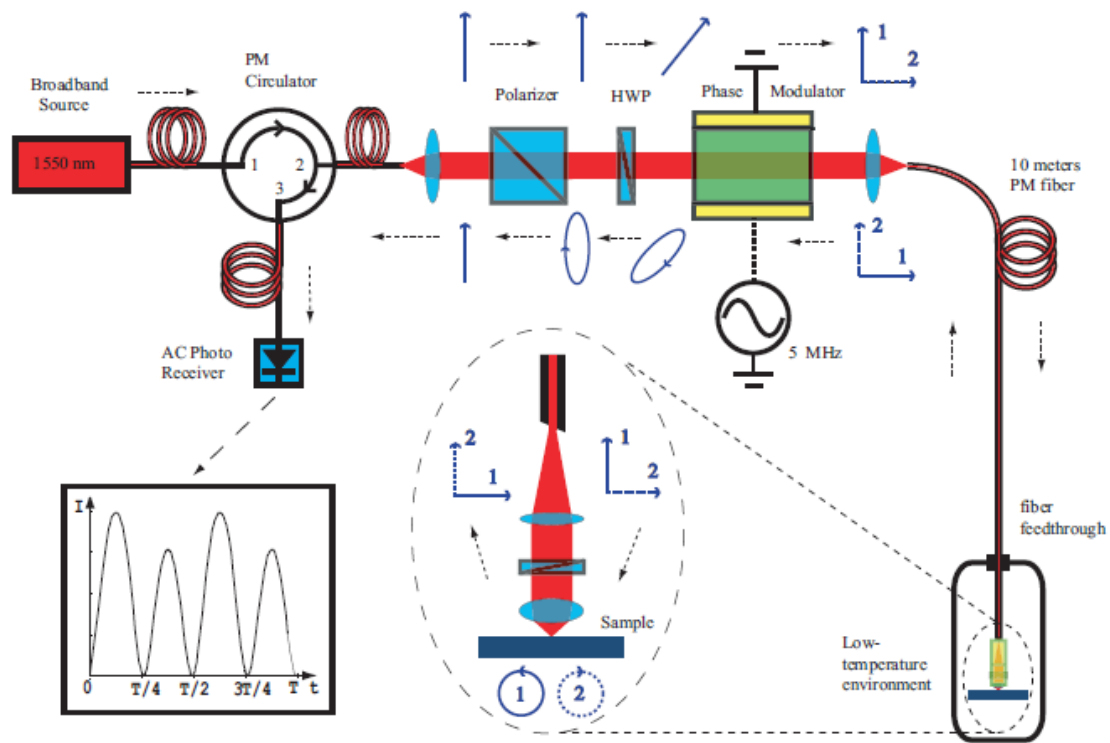 Broadband
Source
1550 nm
PM
Circulator
1
2
3
Polarizer
HWP
Phase Modulator
1
2
10 meters
PM fiber
2
1
5 MHz
AC Photo
Receiver
2
1
1
2
fiber
feedthrough
Sample
1
2
Low-
temperature
environment
I
0 T/4 T/2 3T/4 T t